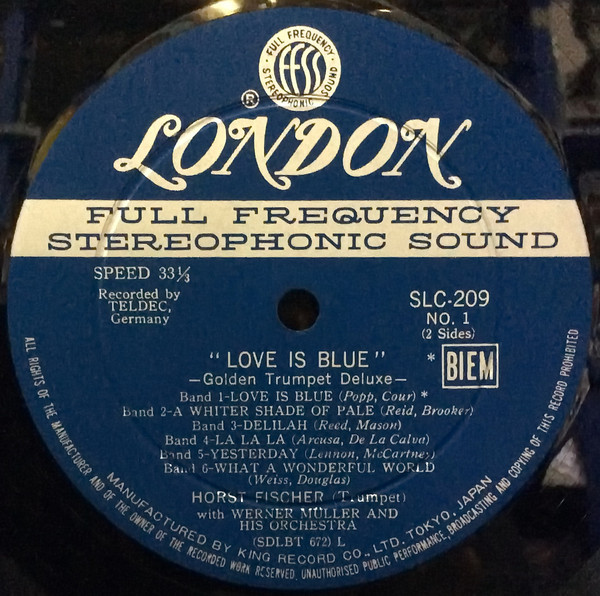 FULL FREQUENCY
FFSS
STEREOPHONIC SOUND
®
LONDON
FULL FREQUENCY
STEREOPHONIC SOUND
SPEED 33⅓
Recorded by
TELDEC,
Germany
SLC-209
NO. 1
(2 Sides)
* BIEM
"LOVE IS BLUE"
—Golden Trumpet Deluxe—
Band 1-LOVE IS BLUE (Popp, Cour) *
Band 2-A WHITER SHADE OF PALE (Reid, Brooker)
Band 3-DELILAH (Reed, Mason)
Band 4-LA LA LA (Arcusa, De La Calva)
Band 5-YESTERDAY (Lennon, McCartney)
Band 6-WHAT A WONDERFUL WORLD
(Weiss, Douglas)
HORST FISCHER (Trumpet)
with WERNER MÜLLER AND
HIS ORCHESTRA
(SDLBT 672) L
MANUFACTURED BY KING RECORD CO., LTD. TOKYO, JAPAN
ALL RIGHTS OF THE MANUFACTURER AND OF THE OWNER OF THE RECORDED WORK RESERVED. UNAUTHORISED PUBLIC PERFORMANCE, BROADCASTING AND COPYING OF THIS RECORD PROHIBITED